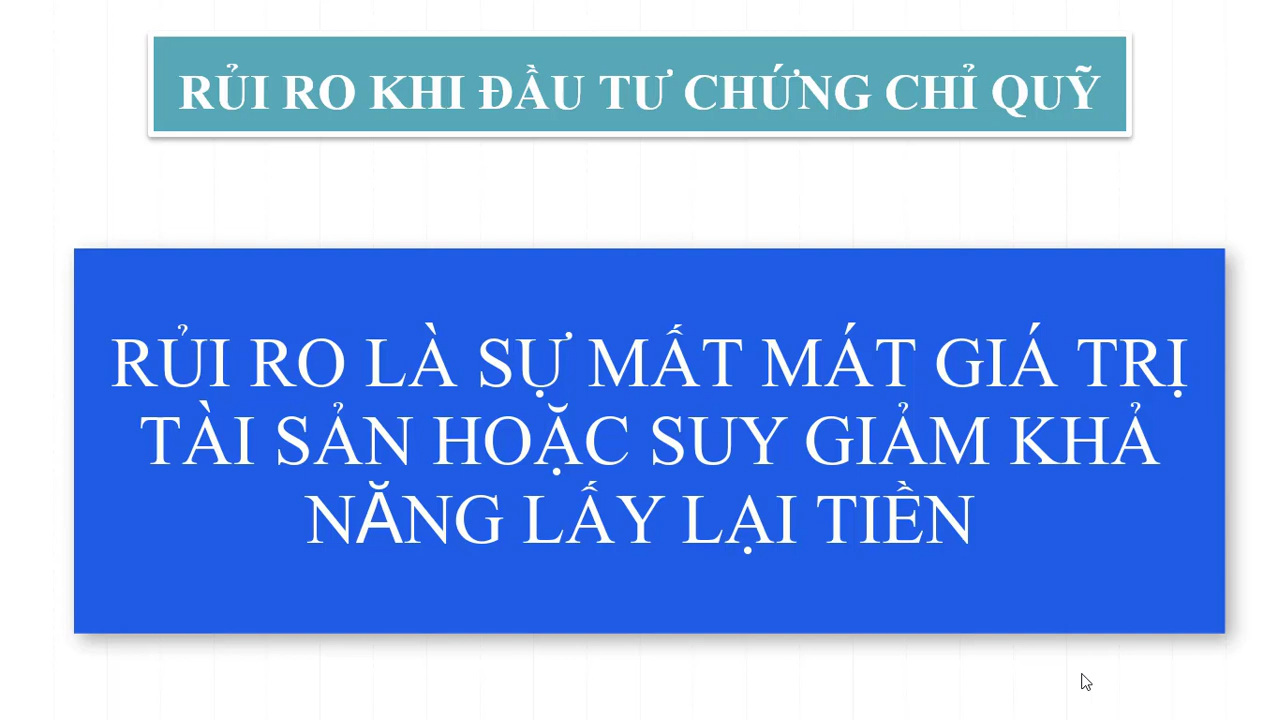 RỦI RO KHI ĐẦU TƯ CHỨNG CHỈ QUỸ
RỦI RO LÀ SỰ MẤT MÁT GIÁ TRỊ
TÀI SẢN HOẶC SUY GIẢM KHẢ
NĂNG LẤY LẠI TIỀN